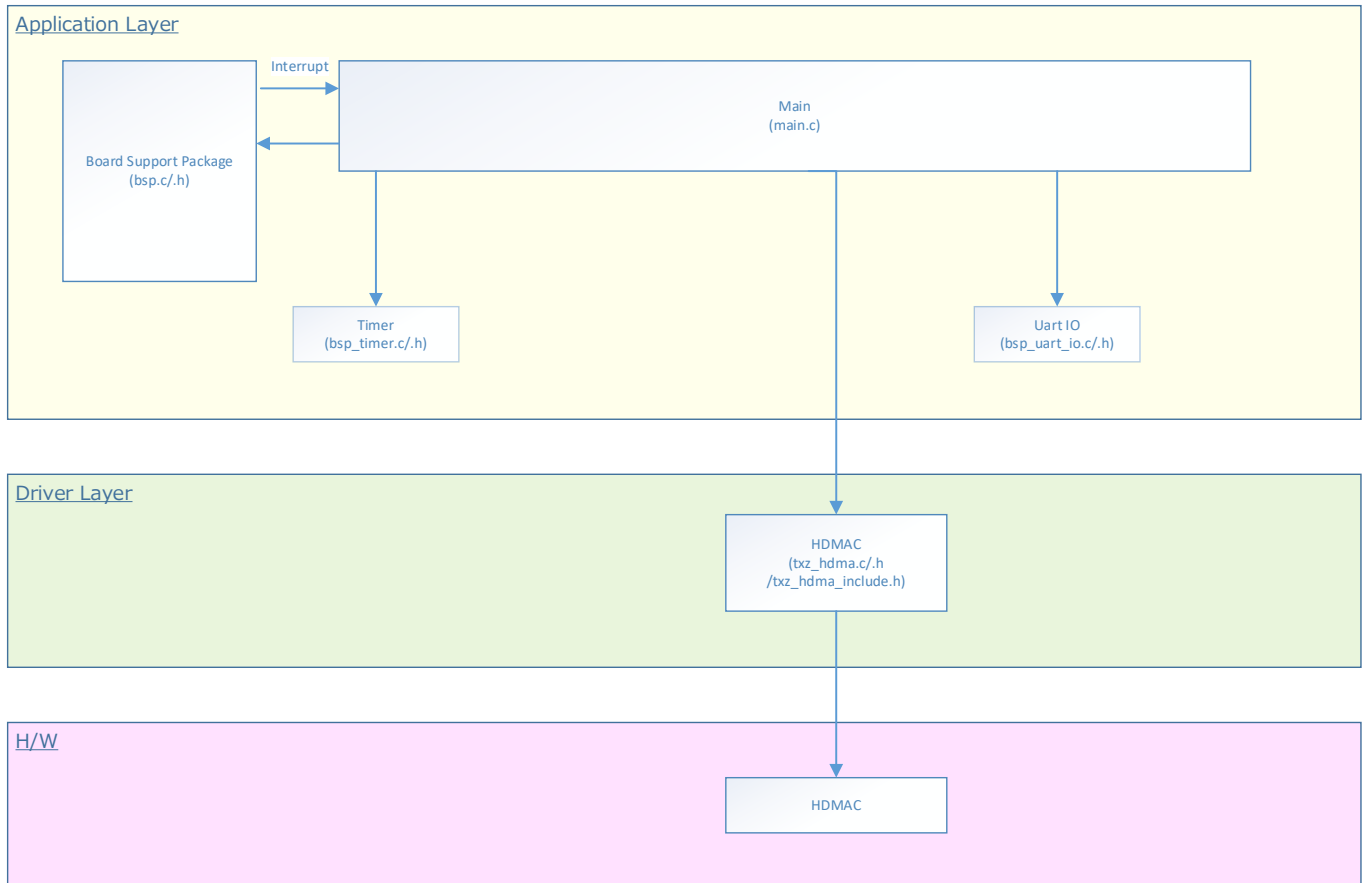 Application Layer
Interrupt
Main
(main.c)
Board Support Package
(bsp.c/.h)
Timer
(bsp_timer.c/.h)
Uart IO
(bsp_uart_io.c/.h)
Driver Layer
HDMAC
(txz_hdma.c/.h
/txz_hdma_include.h)
H/W
HDMAC